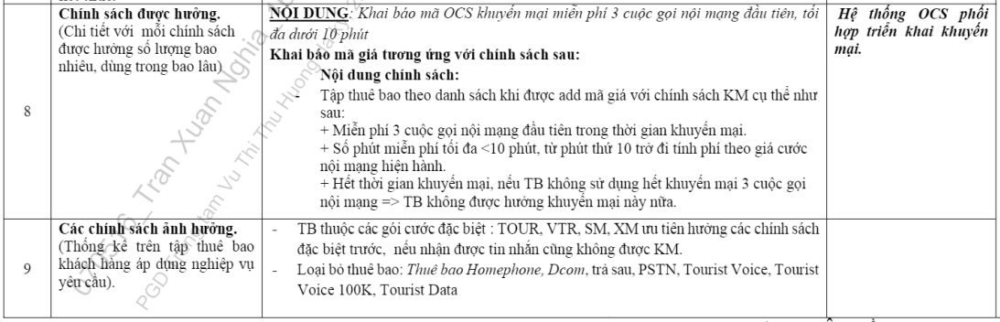 8
Chính sách được hưởng.
(Chi tiết với mỗi chính sách
được hưởng số lượng bao
nhiêu, dùng trong bao lâu)
NỘI DUNG: Khai báo mã OCS khuyến mại miễn phí 3 cuộc gọi nội mạng đầu tiên, tối
đa dưới 10 phút
Khai báo mã giá tương ứng với chính sách sau:
Nội dung chính sách:
- Tập thuê bao theo danh sách khi được add mã giá với chính sách KM cụ thể như
sau:
+ Miễn phí 3 cuộc gọi nội mạng đầu tiên trong thời gian khuyến mại.
+ Số phút miễn phí tối đa <10 phút, từ phút thứ 10 trở đi tính phí theo giá cước
nội mạng hiện hành.
+ Hết thời gian khuyến mại, nếu TB không sử dụng hết khuyến mại 3 cuộc gọi
nội mạng => TB không được hưởng khuyến mại này nữa.
Hệ thống OCS phối
hợp triển khai khuyến
mại.
9
Các chính sách ảnh hưởng.
(Thống kê trên tập thuê bao
khách hàng áp dụng nghiệp vụ
yêu cầu).
- TB thuộc các gói cước đặc biệt : TOUR, VTR, SM, XM ưu tiên hưởng các chính sách
đặc biệt trước, nếu nhận được tin nhắn cũng không được KM.
- Loại bỏ thuê bao: Thuê bao Homephone, Dcom, trả sau, PSTN, Tourist Voice, Tourist
Voice 100K, Tourist Data
Tran Xuan Nghia
Vu Thi Thu Huong
PGD